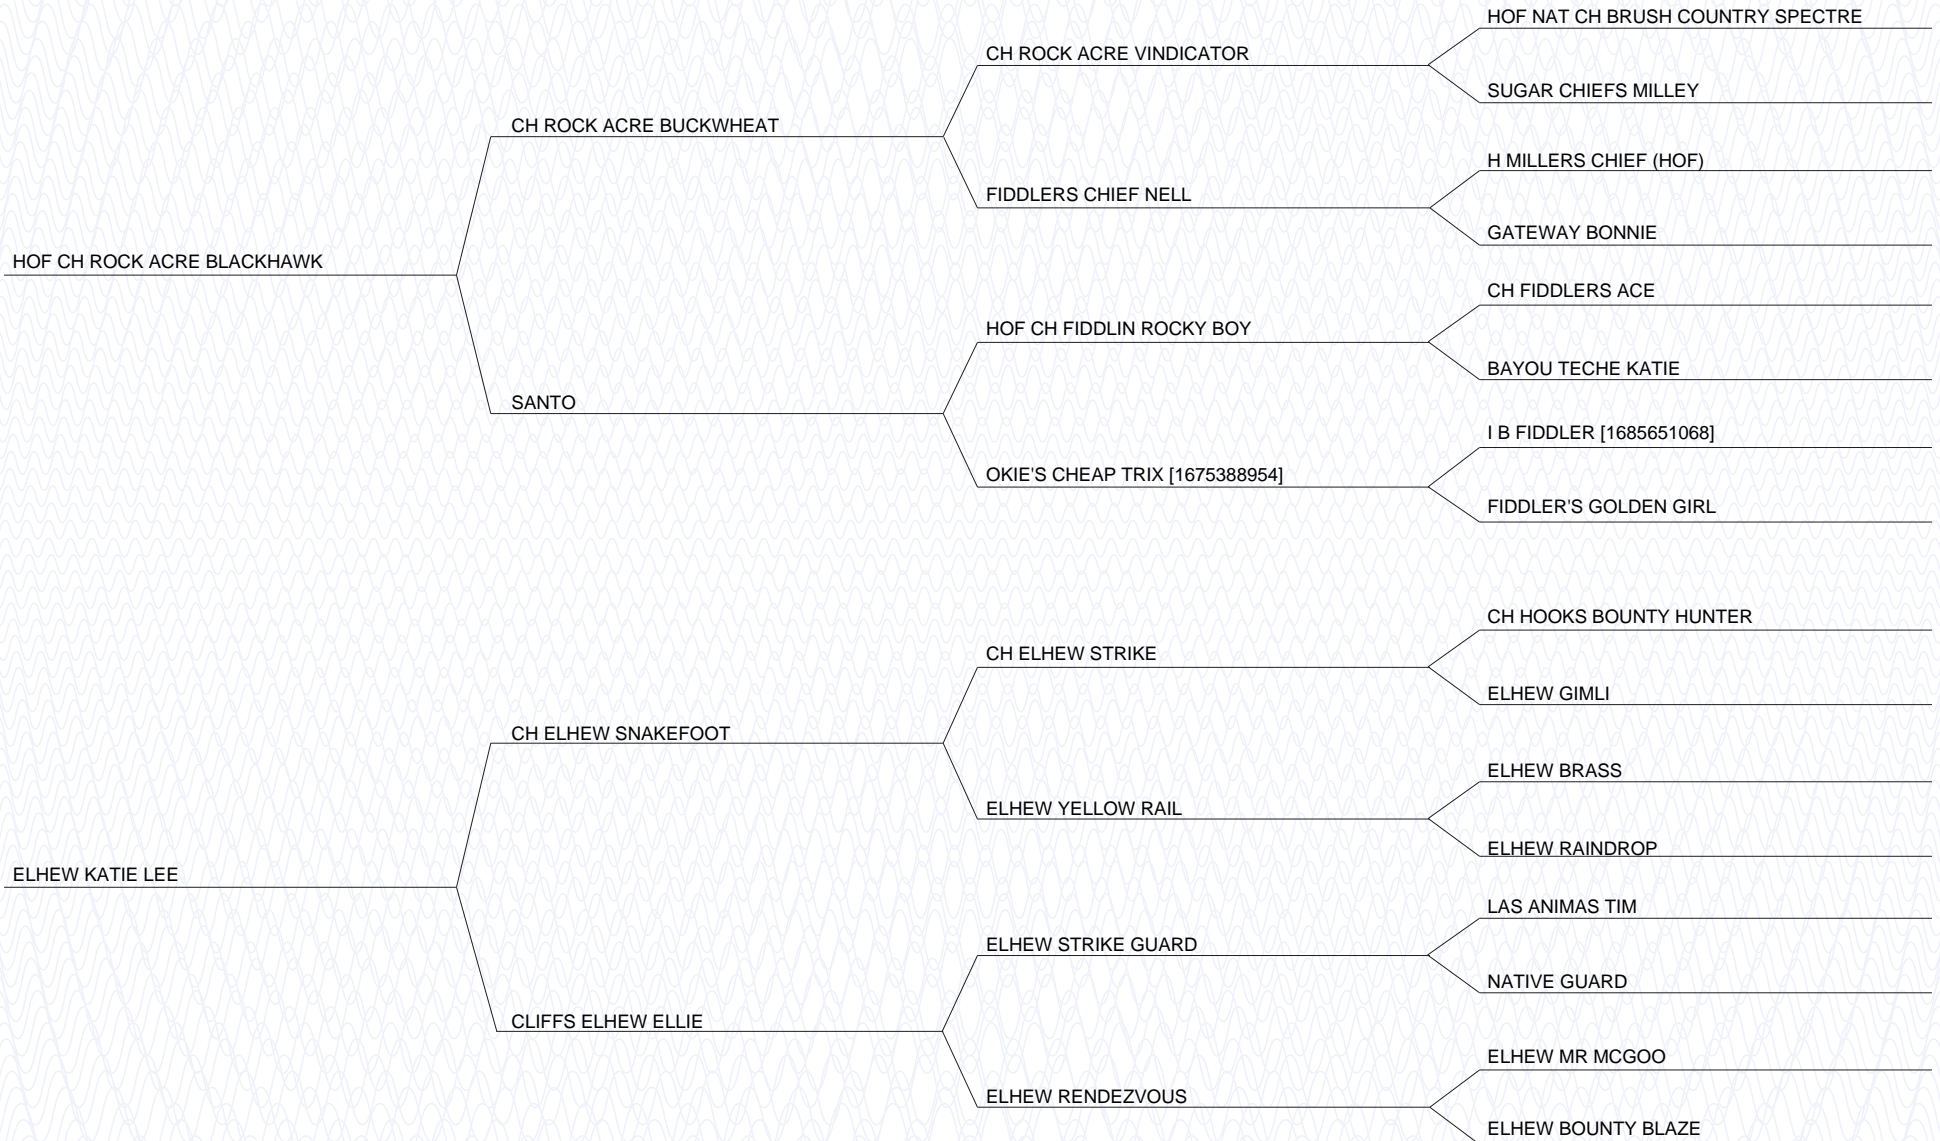 HOF NAT CH BRUSH COUNTRY SPECTRE
CH ROCK ACRE VINDICATOR
SUGAR CHIEFS MILLEY
CH ROCK ACRE BUCKWHEAT
H MILLERS CHIEF (HOF)
FIDDLERS CHIEF NELL
GATEWAY BONNIE
HOF CH ROCK ACRE BLACKHAWK
CH FIDDLERS ACE
HOF CH FIDDLIN ROCKY BOY
BAYOU TECHE KATIE
SANTO
I B FIDDLER [1685651068]
OKIE'S CHEAP TRIX [1675388954]
FIDDLER'S GOLDEN GIRL
CH HOOKS BOUNTY HUNTER
CH ELHEW STRIKE
ELHEW GIMLI
CH ELHEW SNAKEFOOT
ELHEW BRASS
ELHEW YELLOW RAIL
ELHEW RAINDROP
ELHEW KATIE LEE
LAS ANIMAS TIM
ELHEW STRIKE GUARD
NATIVE GUARD
CLIFFS ELHEW ELLIE
ELHEW MR MCGOO
ELHEW RENDEZVOUS
ELHEW BOUNTY BLAZE